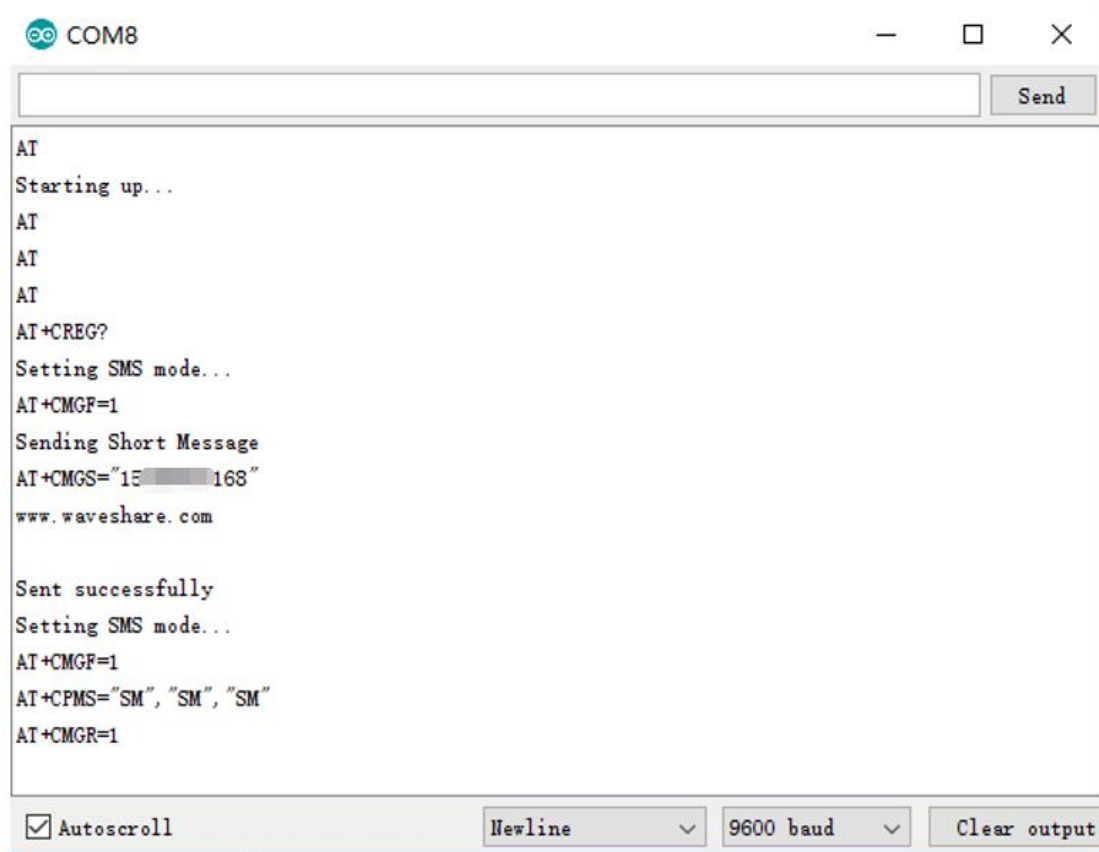 COM8
Send
AT
Starting up...
AT
AT
AT
AT+CREG?
Setting SMS mode...
AT+CMGF=1
Sending Short Message
AT+CMGS="15 168"
www.waveshare.com
Sent successfully
Setting SMS mode...
AT+CMGF=1
AT+CPMS="SM","SM","SM"
AT+CMGR=1
Autoscroll
Newline
9600 baud
Clear output